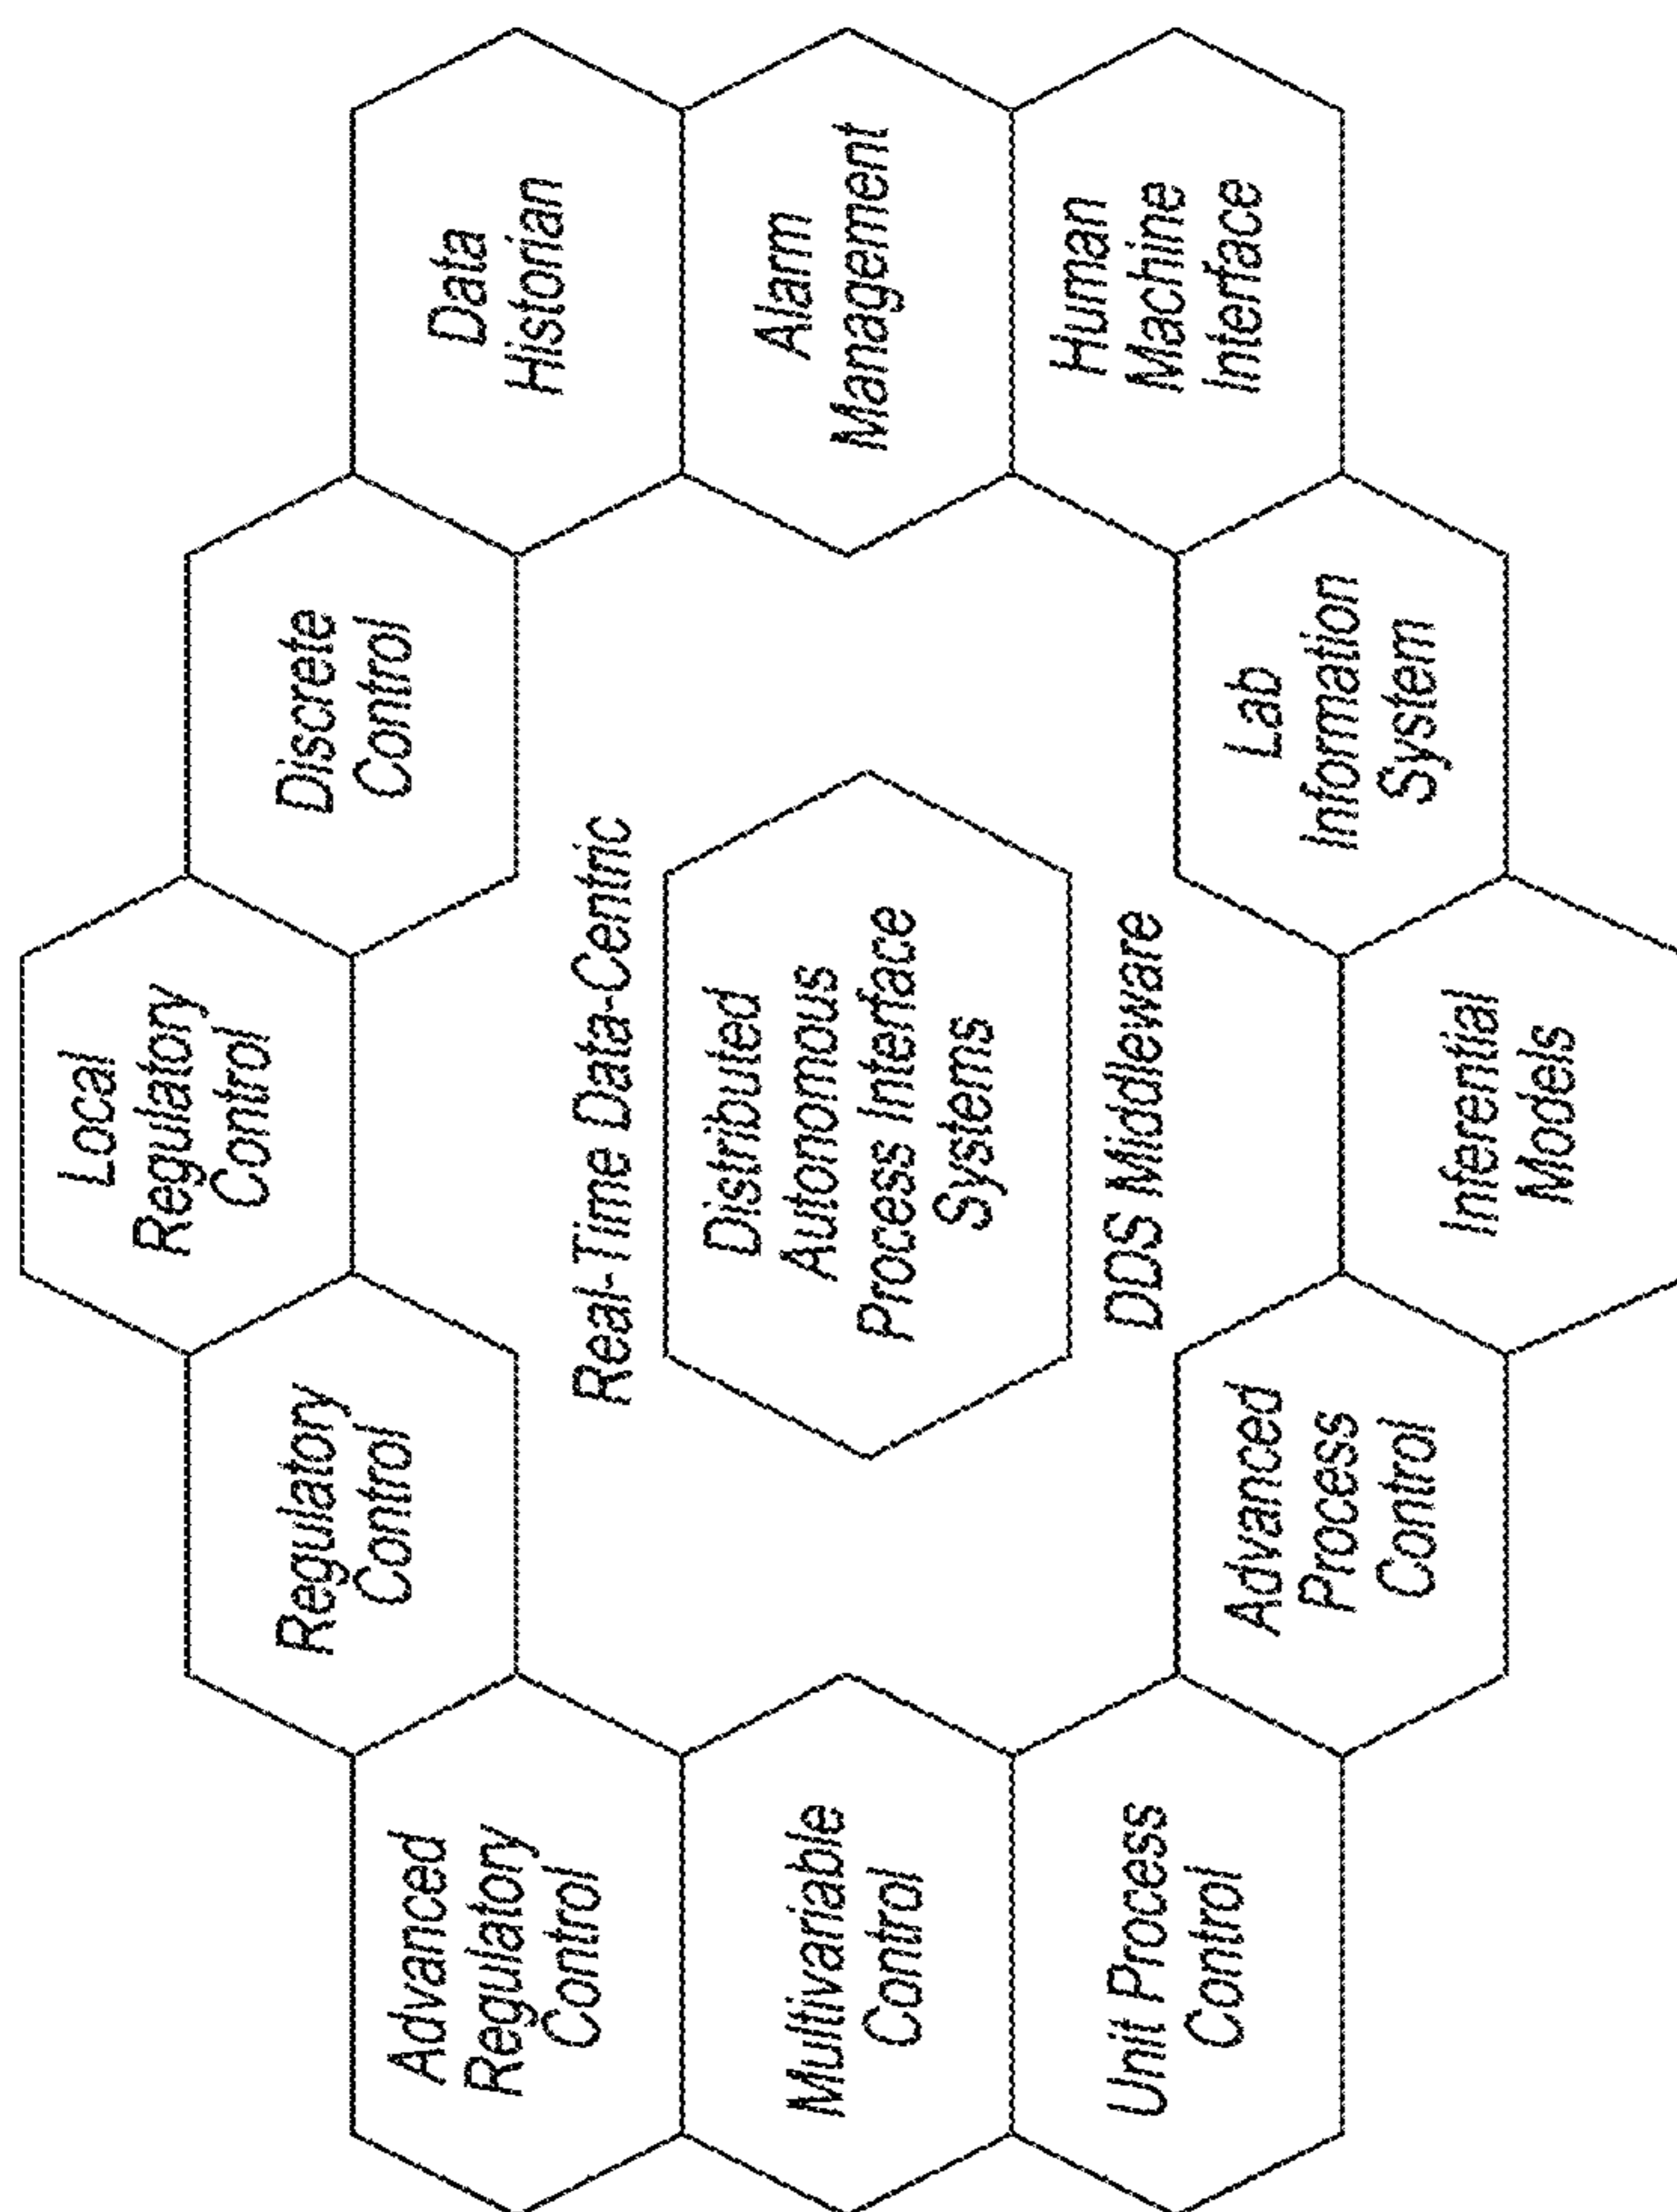 Local
Regulatory
Control
Regulatory
Control
Discrete
Control
Advanced
Regulatory
Control
Data
Historian
Real-Time Data-Centric
Multivariable
Control
Distributed
Autonomous
Process Interface
Systems
Alarm
Management
DDS Middleware
Unit Process
Control
Human
Machine
Interface
Advanced
Process
Control
Lab
Information
System
Inferential
Models